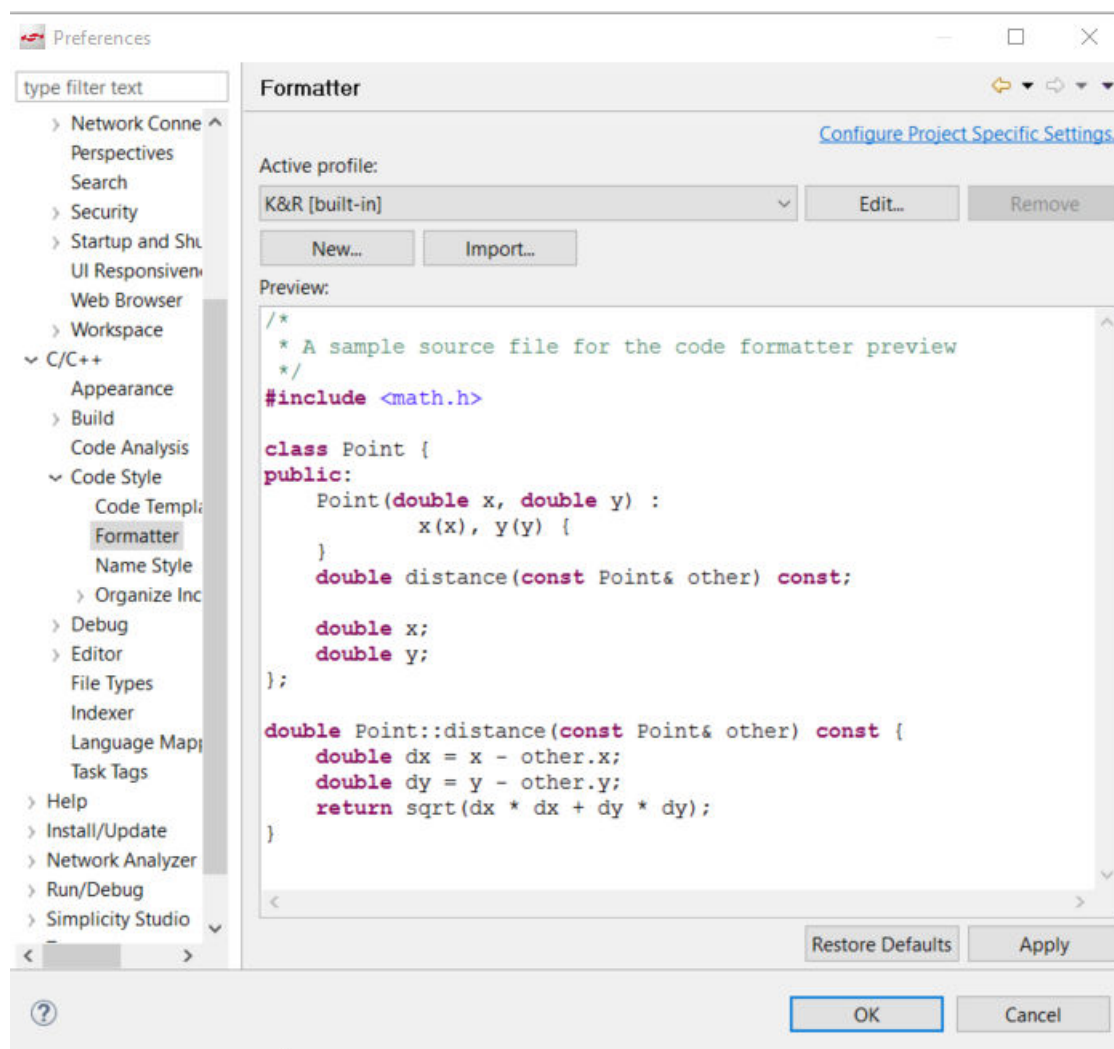 Preferences
type filter text
Network Conne
Perspectives
Search
Security
Startup and Shu
UI Responsiven
Web Browser
Workspace
C/C++
Appearance
Build
Code Analysis
Code Style
Code Templa
Formatter
Name Style
Organize Inc
Debug
Editor
File Types
Indexer
Language Mapp
Task Tags
Help
Install/Update
Network Analyzer
Run/Debug
Simplicity Studio
Formatter
Configure Project Specific Settings.
Active profile:
K&R [built-in] Edit... Remove
New... Import...
Preview:
/*
 * A sample source file for the code formatter preview
 */
#include <math.h>
class Point {
public:
    Point(double x, double y) :
            x(x), y(y) {
    }
    double distance(const Point& other) const;
    double x;
    double y;
};
double Point::distance(const Point& other) const {
    double dx = x - other.x;
    double dy = y - other.y;
    return sqrt(dx * dx + dy * dy);
}
Restore Defaults Apply
OK Cancel